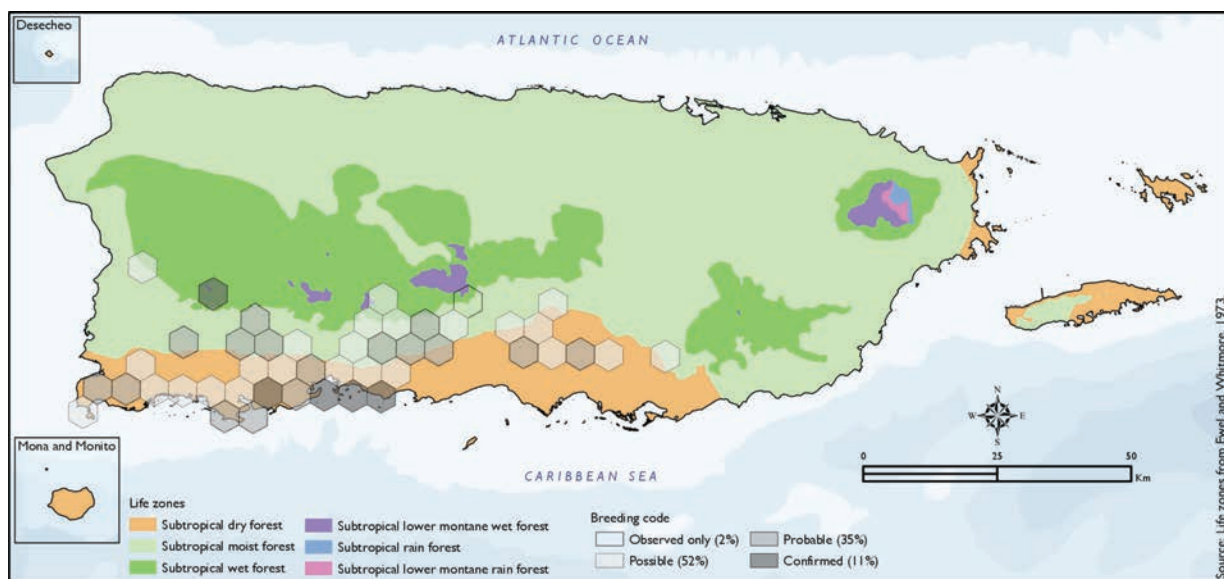 Desecheo
ATLANTIC OCEAN
N
W E
S
Mona and Monito
CARIBBEAN SEA
0 25 50
Km
Life zones
Subtropical dry forest
Subtropical moist forest
Subtropical wet forest
Subtropical lower montane wet forest
Subtropical rain forest
Subtropical lower montane rain forest
Breeding code
Observed only (2%)
Possible (52%)
Probable (35%)
Confirmed (11%)
Source: Life zones from Ewel and Whitmore 1973.